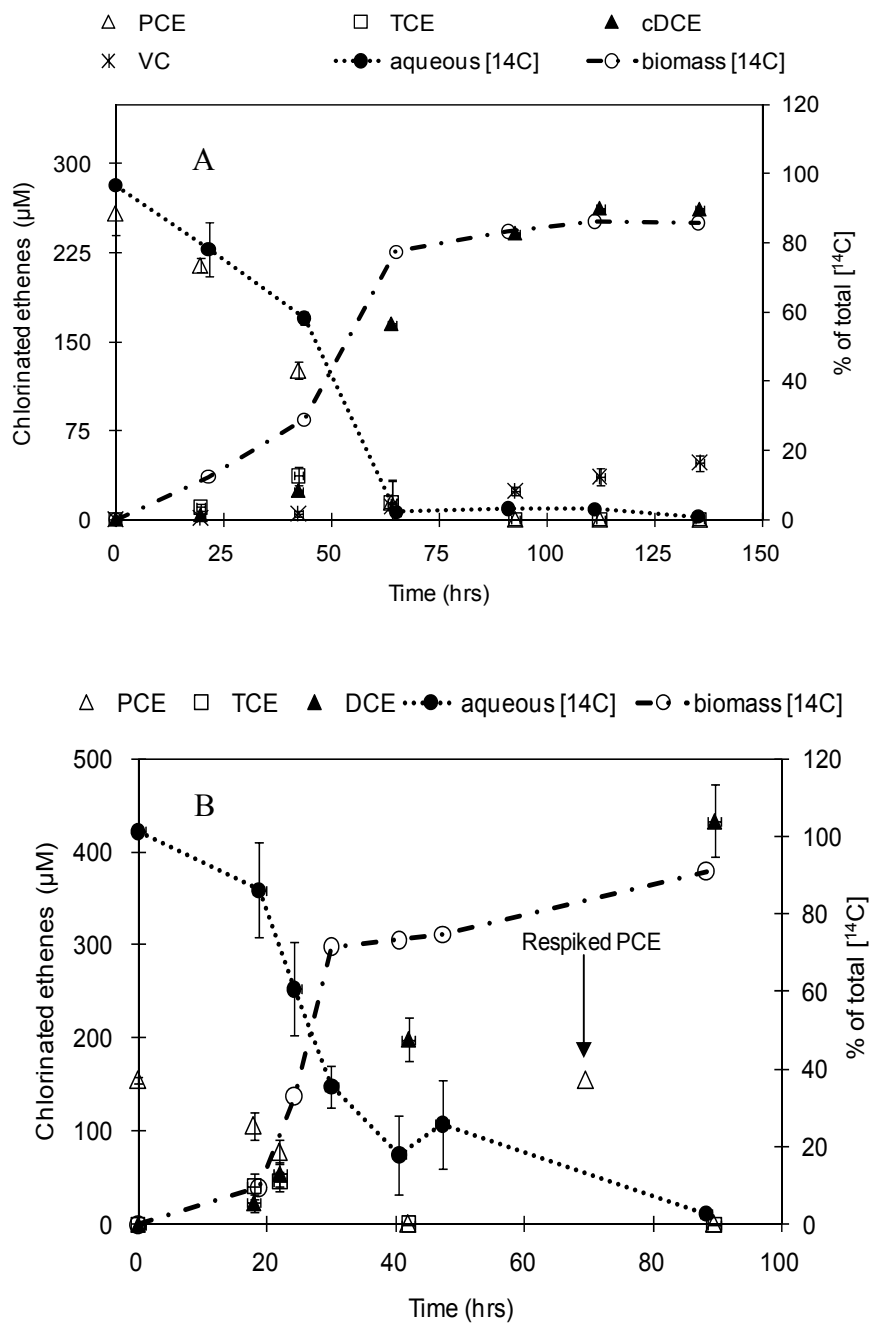 PCE TCE cDCE
VC aqueous [14C] biomass [14C]
A
Chlorinated ethenes (µM)
300
225
150
75
0
120
100
80
60
40
20
0
% of total [14C]
0 25 50 75 100 125 150
Time (hrs)
PCE TCE DCE aqueous [14C] biomass [14C]
B
Chlorinated ethenes (µM)
500
400
300
200
100
0
Respiked PCE
120
100
80
60
40
20
0
% of total [14C]
0 20 40 60 80 100
Time (hrs)